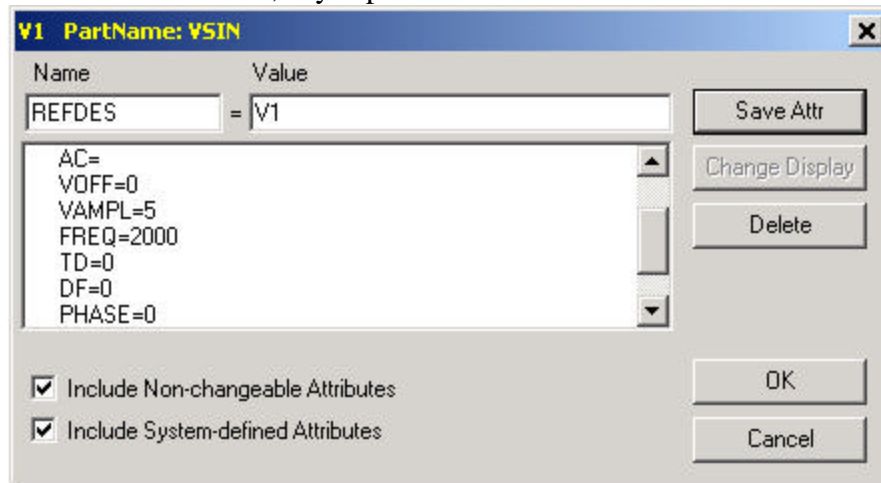 V1 PartName: VSIN
Name Value
REFDES = V1
Save Attr
AC=
VOFF=0
VAMPL=5
FREQ=2000
TD=0
DF=0
PHASE=0
Change Display
Delete
Include Non-changeable Attributes
Include System-defined Attributes
OK
Cancel